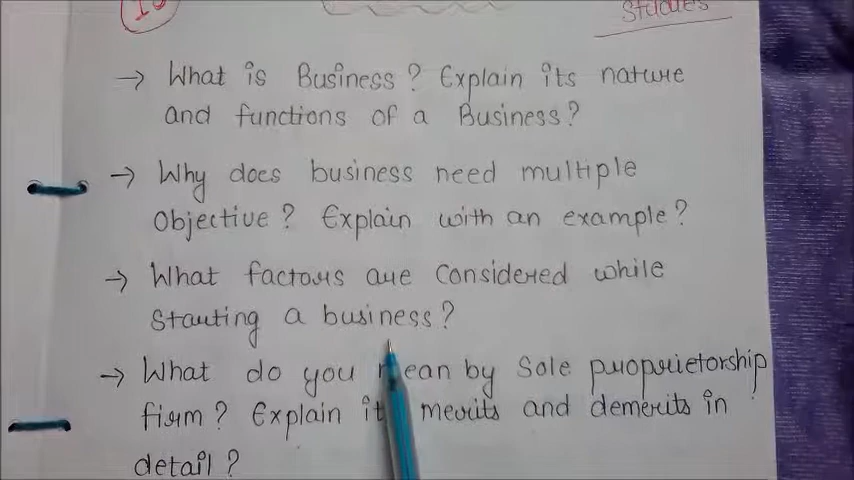 10
Studies
→ What is Business? Explain its nature
and functions of a Business?
→ Why does business need multiple
Objective? Explain with an example?
→ What factors are Considered while
Starting a business?
→ What do you mean by Sole proprietorship
firm? Explain its merits and demerits in
detail?